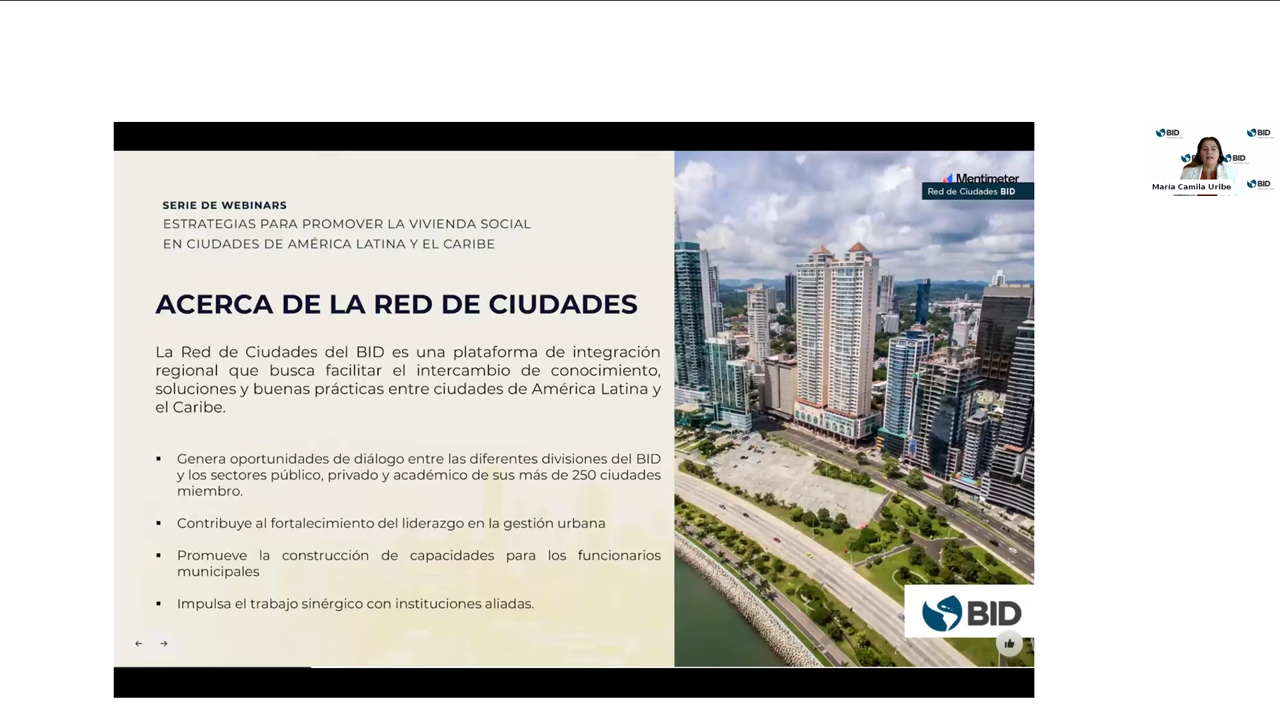 SERIE DE WEBINARS
ESTRATEGIAS PARA PROMOVER LA VIVIENDA SOCIAL
EN CIUDADES DE AMÉRICA LATINA Y EL CARIBE
ACERCA DE LA RED DE CIUDADES
La Red de Ciudades del BID es una plataforma de integración
regional que busca facilitar el intercambio de conocimiento,
soluciones y buenas prácticas entre ciudades de América Latina y
el Caribe.
▪ Genera oportunidades de diálogo entre las diferentes divisiones del BID
y los sectores público, privado y académico de sus más de 250 ciudades
miembro.
▪ Contribuye al fortalecimiento del liderazgo en la gestión urbana
▪ Promueve la construcción de capacidades para los funcionarios
municipales
▪ Impulsa el trabajo sinérgico con instituciones aliadas.
Mentimeter
Red de Ciudades BID
BID
BID
BID
BID
BID
María Camila Uribe